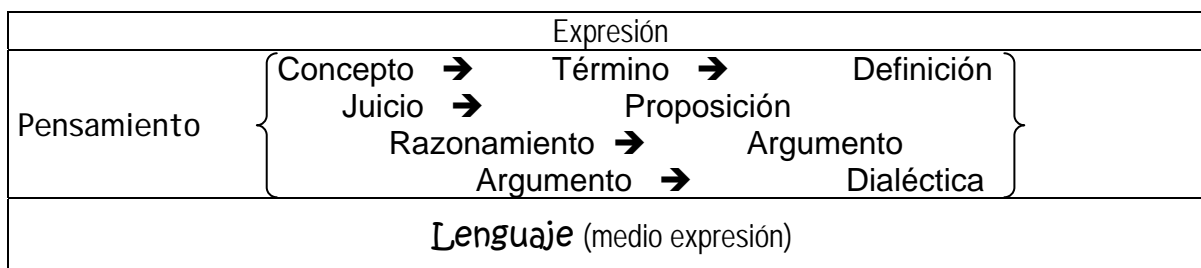 Expresión
Concepto ➔ Término ➔ Definición
Juicio ➔ Proposición
Pensamiento
Razonamiento ➔ Argumento
Argumento ➔ Dialéctica
Lenguaje (medio expresión)